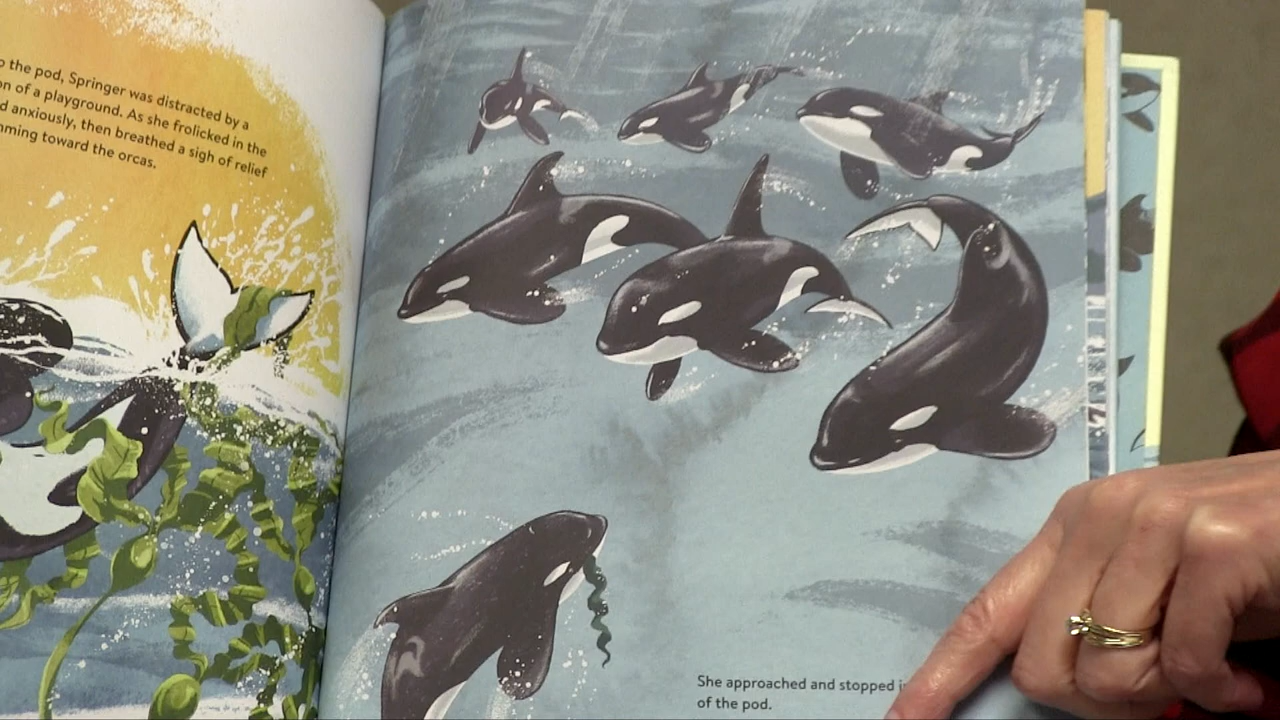 the pod, Springer was distracted by a
of a playground. As she frolicked in the
anxiously, then breathed a sigh of relief
toward the orcas.
She approached and stopped
of the pod.